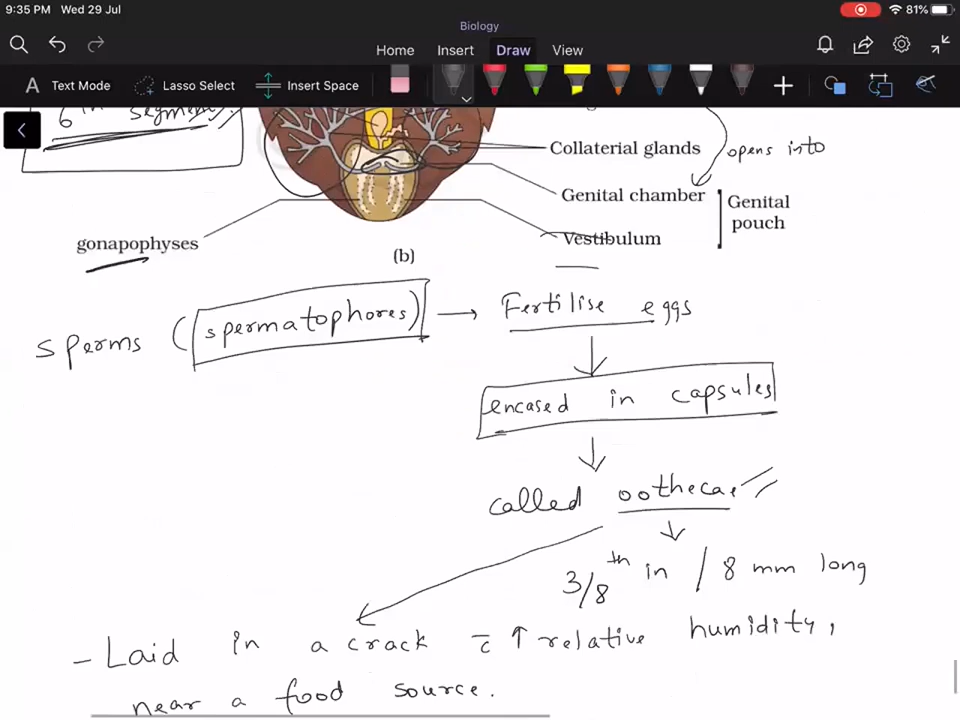 9:35 PM Wed 29 Jul
81%
Biology
Home Insert Draw View
Text Mode Lasso Select Insert Space
6th segment
Collaterial glands
opens into
Genital chamber
Genital
pouch
Vestibulum
gonapophyses
(b)
sperms (spermatophores) → Fertilise eggs
encased in capsules
called oothecae
3/8th in / 8 mm long
- Laid in a crack c̄ ↑ relative humidity,
near a food source.